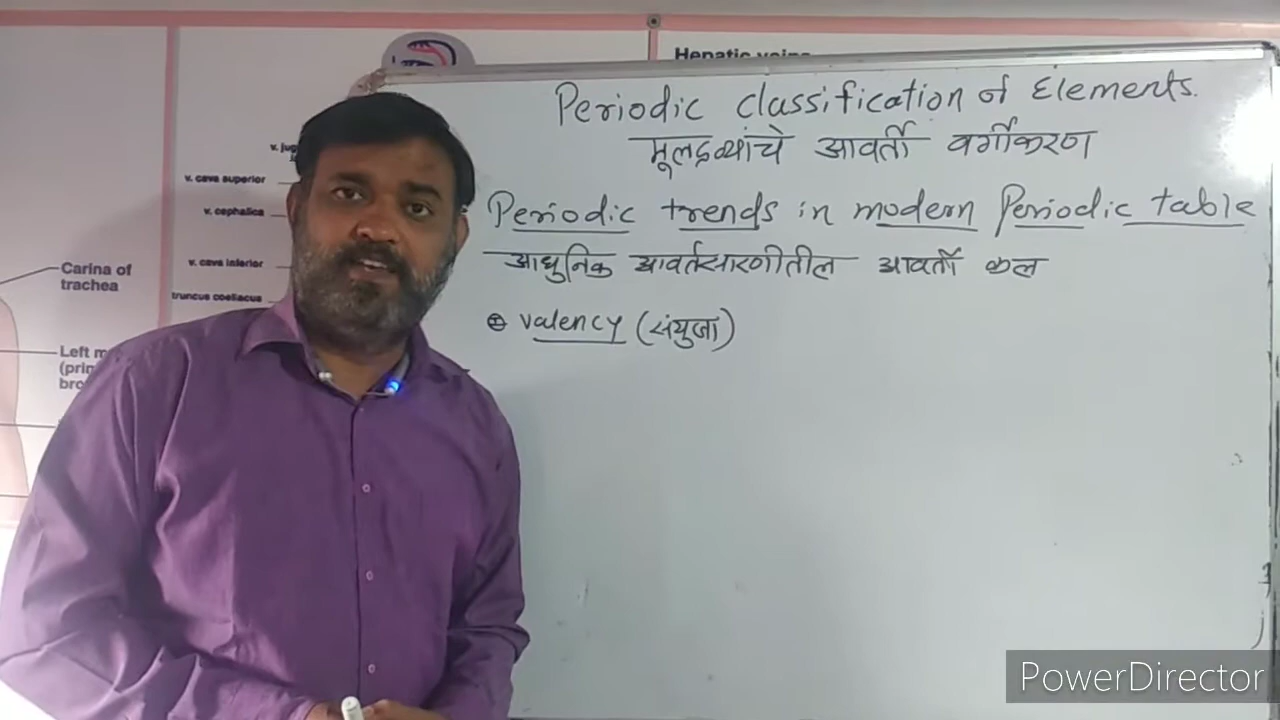 Hepatic veins
Periodic classification of Elements.
मूलद्रव्यांचे आवर्ती वर्गीकरण
Periodic trends in modern Periodic table
आधुनिक आवर्तसारणीतील आवर्ती कल
valency (संयुजा)
v. cava superior
v. cephalica
v. cava inferior
truncus coeliacus
Carina of
trachea
Left
PowerDirector